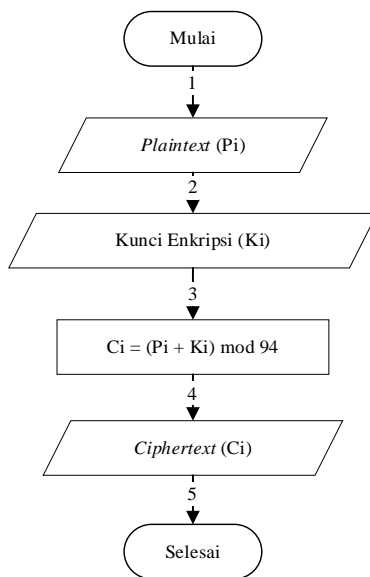 Mulai
1
Plaintext (Pi)
2
Kunci Enkripsi (Ki)
3
Ci = (Pi + Ki) mod 94
4
Ciphertext (Ci)
5
Selesai